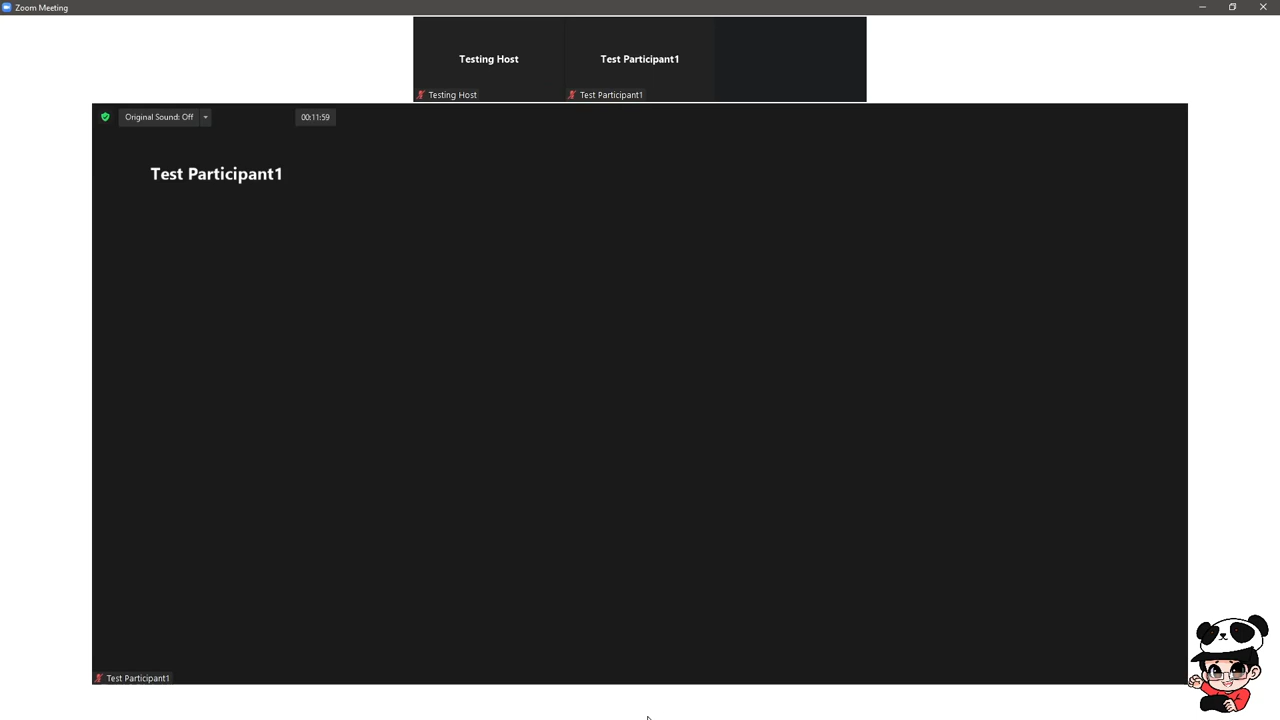 Zoom Meeting
Testing Host
Test Participant1
Testing Host
Test Participant1
Original Sound: Off
00:11:59
Test Participant1
Test Participant1